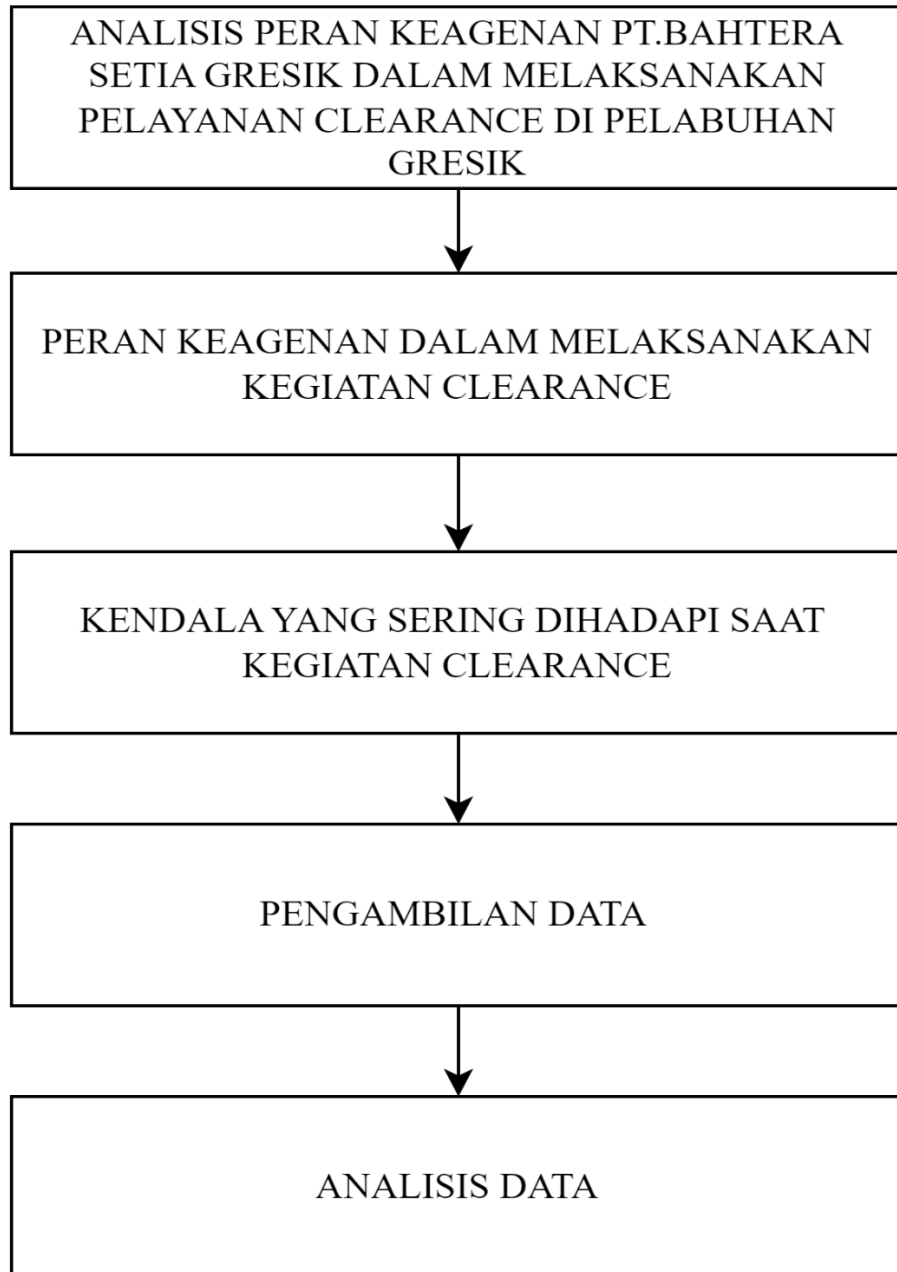 ANALISIS PERAN KEAGENAN PT.BAHTERA
SETIA GRESIK DALAM MELAKSANAKAN
PELAYANAN CLEARANCE DI PELABUHAN
GRESIK
PERAN KEAGENAN DALAM MELAKSANAKAN
KEGIATAN CLEARANCE
KENDALA YANG SERING DIHADAPI SAAT
KEGIATAN CLEARANCE
PENGAMBILAN DATA
ANALISIS DATA